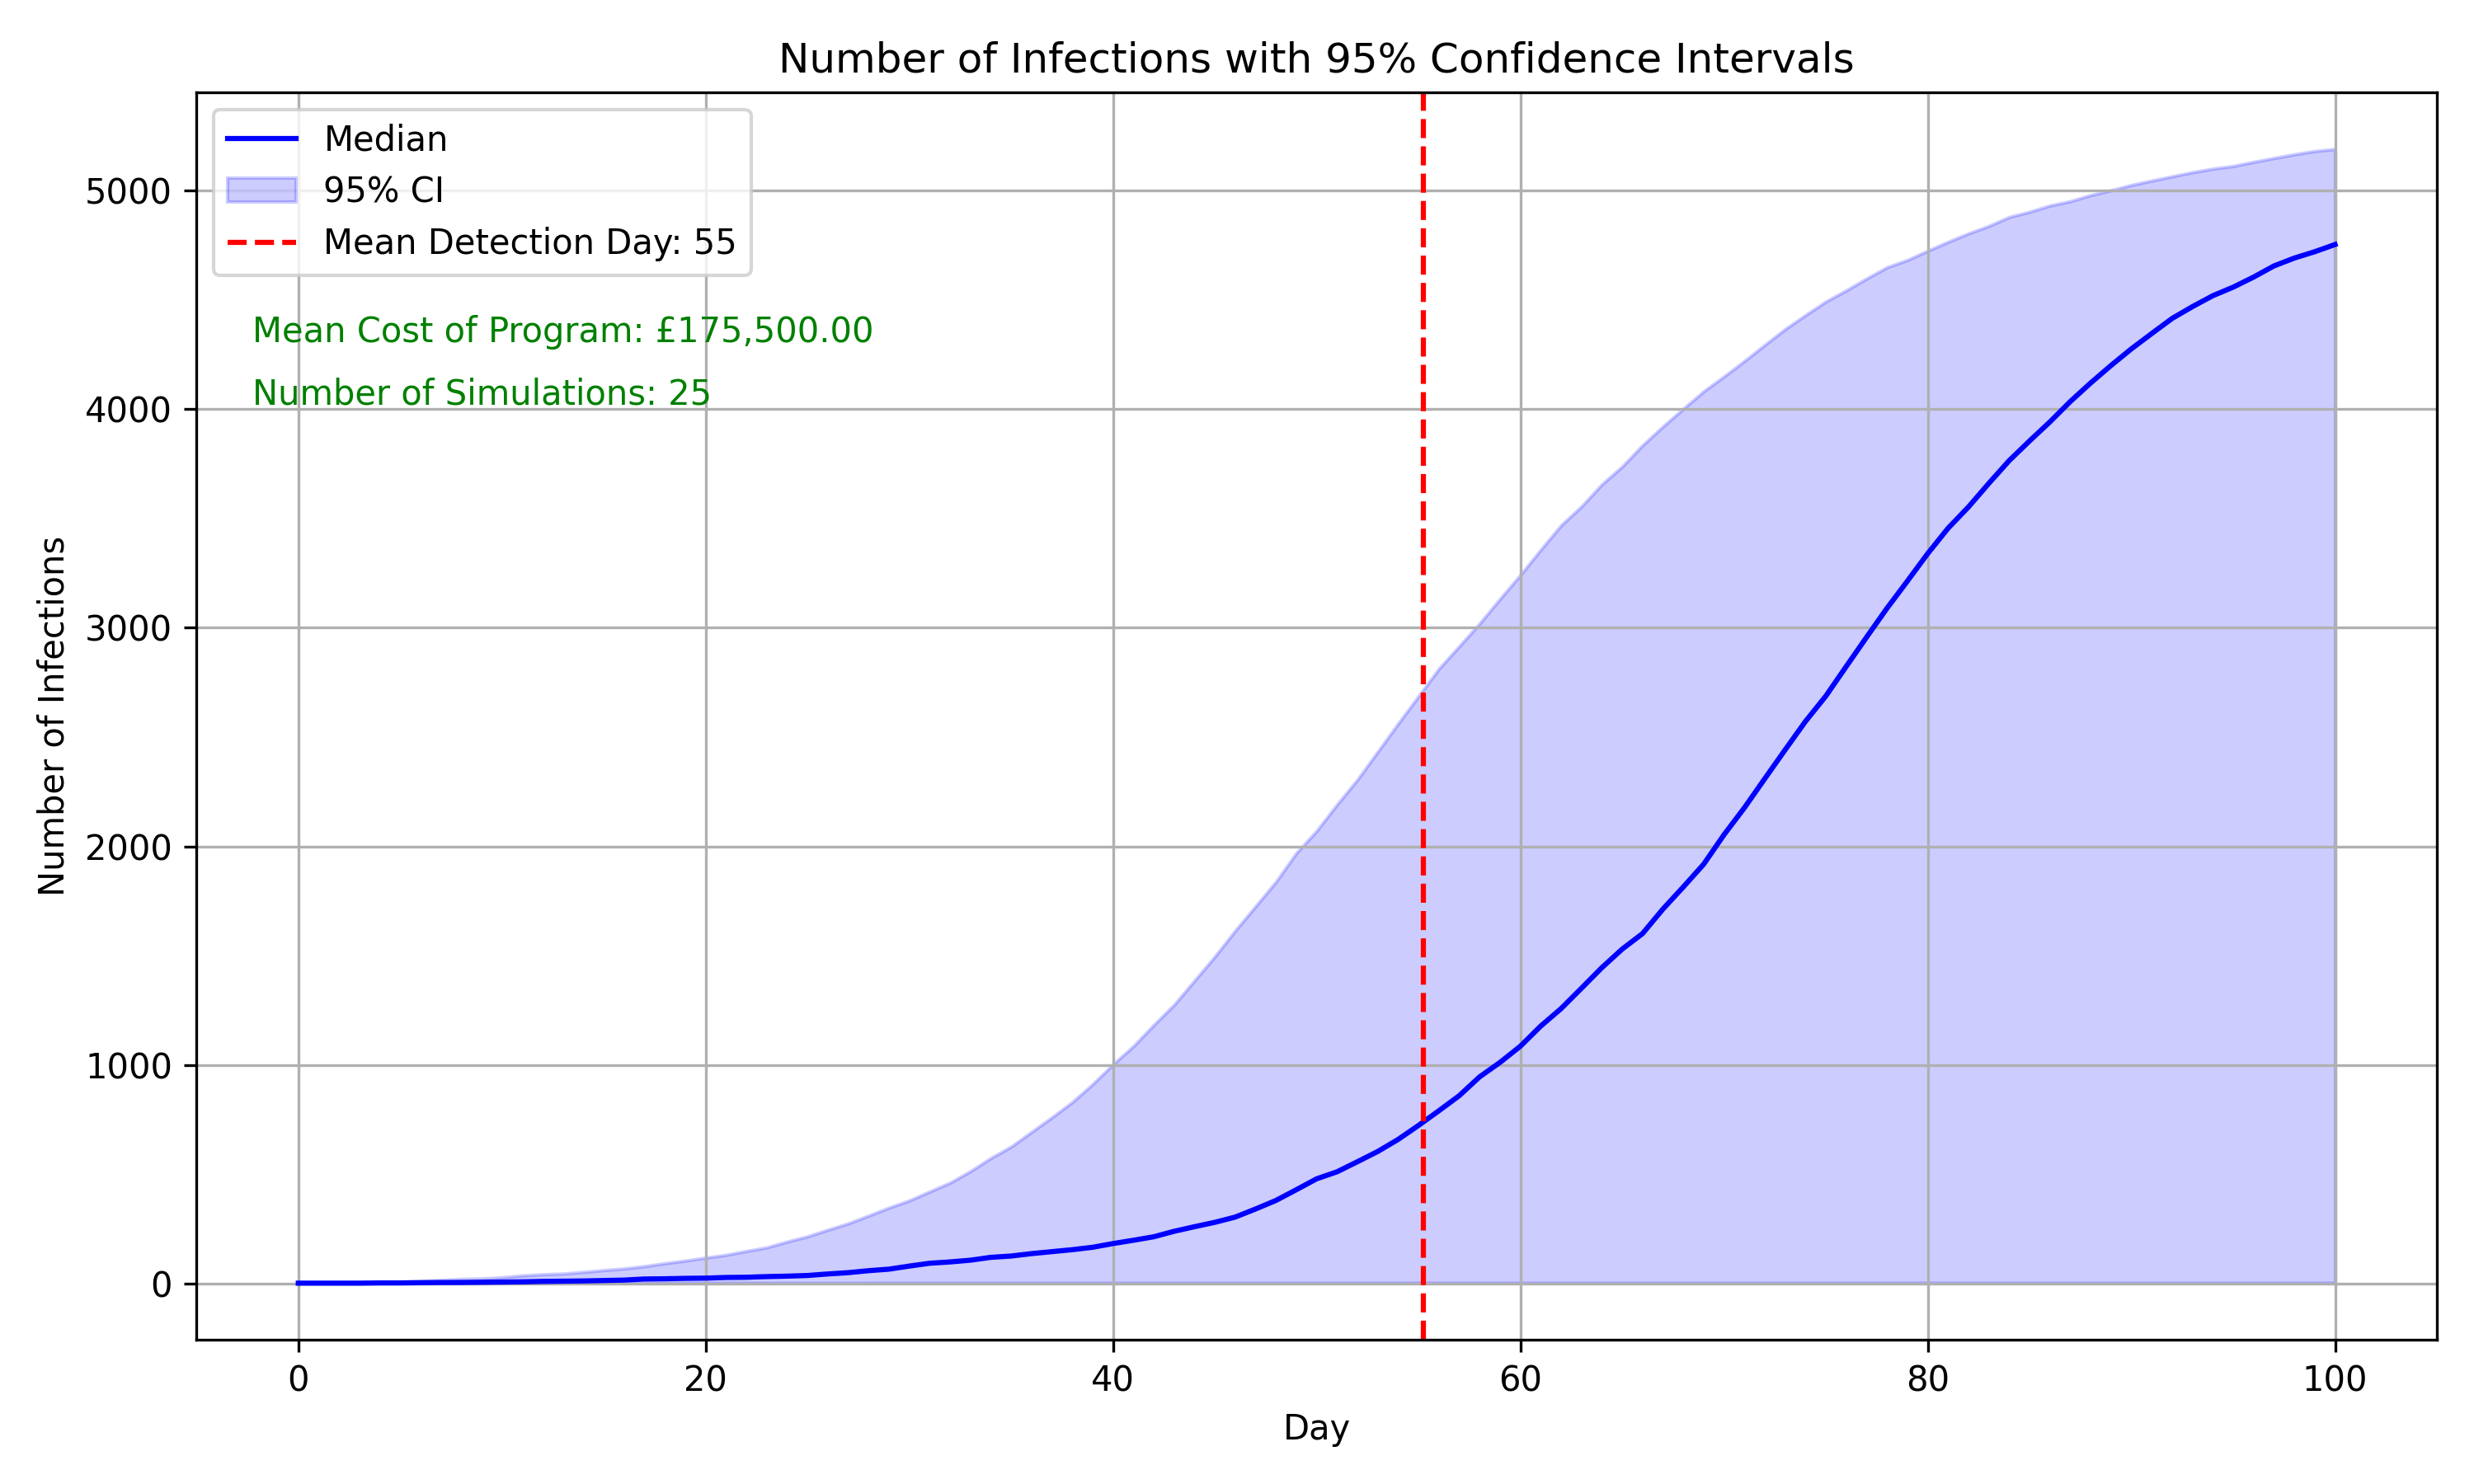 Number of Infections with 95% Confidence Intervals
Median
95% CI
Mean Detection Day: 55
Mean Cost of Program: £175,500.00
Number of Simulations: 25
Number of Infections
5000
4000
3000
2000
1000
0
0 20 40 60 80 100
Day